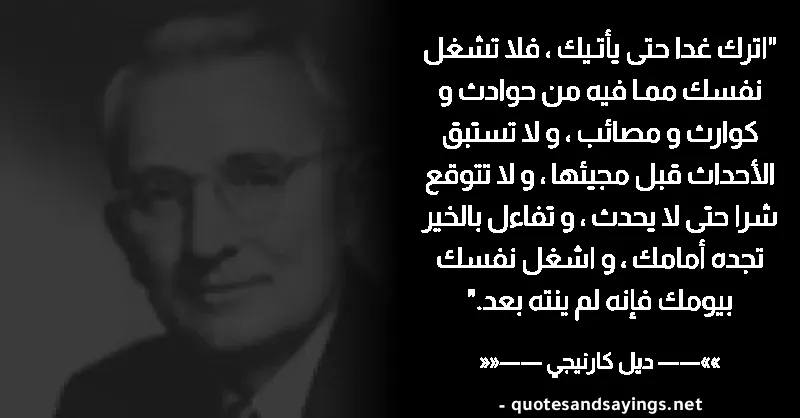 "اترك غدا حتى يأتيك ، فلا تشغل
نفسك مما فيه من حوادث و
كوارث و مصائب ، و لا تستبق
الأحداث قبل مجيئها ، و لا تتوقع
شرا حتى لا يحدث ، و تفاءل بالخير
تجده أمامك ، و اشغل نفسك
بيومك فإنه لم ينته بعد."
»»—— ديل كارنيجي ——««
- quotesandsayings.net